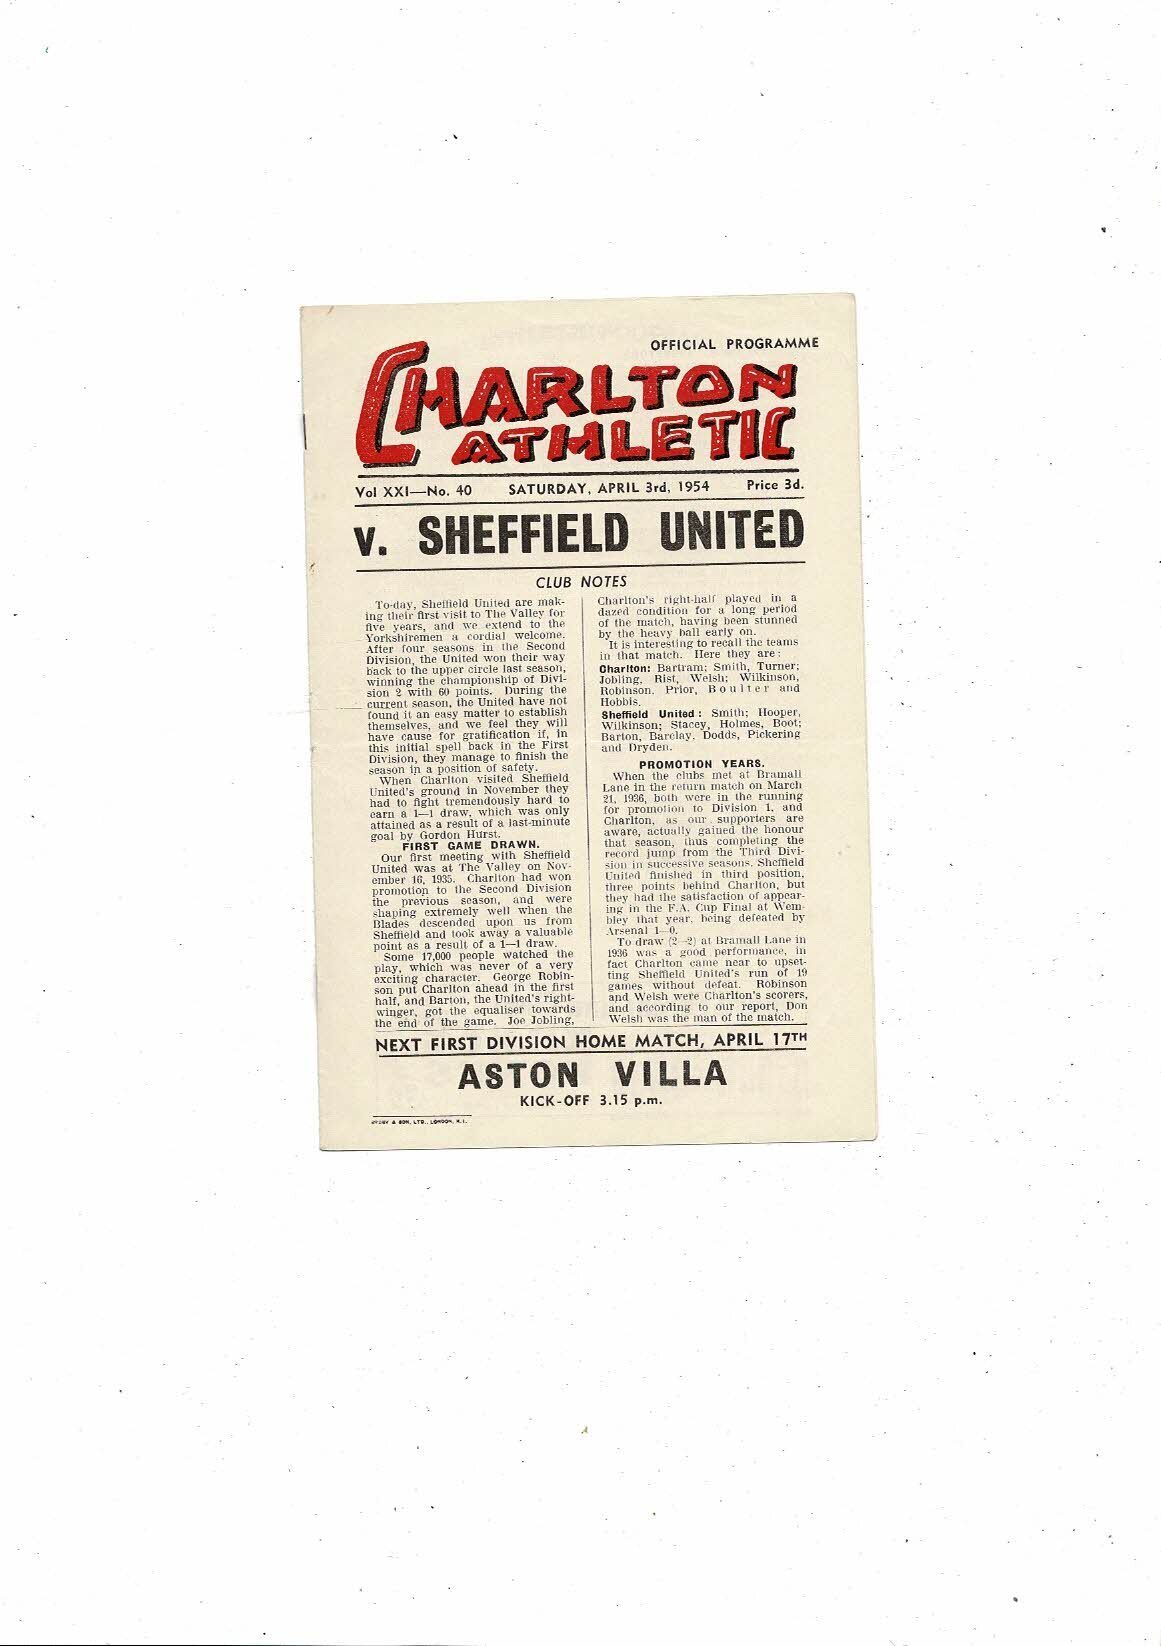 OFFICIAL PROGRAMME
CHARLTON
ATHLETIC
Vol XXI—No. 40 SATURDAY, APRIL 3rd, 1954 Price 3d.
v. SHEFFIELD UNITED
CLUB NOTES
To-day, Sheffield United are mak-
ing their first visit to The Valley for
five years, and we extend to the
Yorkshiremen a cordial welcome.
After four seasons in the Second
Division, the United won their way
back to the upper circle last season,
winning the championship of Divi-
sion 2 with 60 points. During the
current season, the United have not
found it an easy matter to establish
themselves, and we feel they will
have cause for gratification if, in
this initial spell back in the First
Division, they manage to finish the
season in a position of safety.
When Charlton visited Sheffield
United's ground in November they
had to fight tremendously hard to
earn a 1—1 draw, which was only
attained as a result of a last-minute
goal by Gordon Hurst.
FIRST GAME DRAWN.
Our first meeting with Sheffield
United was at The Valley on Nov-
ember 16, 1935. Charlton had won
promotion to the Second Division
the previous season, and were
shaping extremely well when the
Blades descended upon us from
Sheffield and took away a valuable
point as a result of a 1—1 draw.
Some 17,000 people watched the
play, which was never of a very
exciting character. George Robin-
son put Charlton ahead in the first
half, and Barton, the United's right-
winger, got the equaliser towards
the end of the game. Joe Jobling,
Charlton's right-half played in a
dazed condition for a long period
of the match, having been stunned
by the heavy ball early on.
It is interesting to recall the teams
in that match. Here they are:
Charlton: Bartram; Smith, Turner;
Jobling, Rist, Welsh; Wilkinson,
Robinson, Prior, Boulter and
Hobbis.
Sheffield United: Smith; Hooper,
Wilkinson; Stacey, Holmes, Boot;
Barton, Barclay, Dodds, Pickering
and Dryden.
PROMOTION YEARS.
When the clubs met at Bramall
Lane in the return match on March
21, 1936, both were in the running
for promotion to Division 1, and
Charlton, as our supporters are
aware, actually gained the honour
that season, thus completing the
record jump from the Third Divi-
sion in successive seasons. Sheffield
United finished in third position,
three points behind Charlton, but
they had the satisfaction of appear-
ing in the F.A. Cup Final at Wem-
bley that year, being defeated by
Arsenal 1—0.
To draw (2—2) at Bramall Lane in
1936 was a good performance, in
fact Charlton came near to upset-
ting Sheffield United's run of 19
games without defeat. Robinson
and Welsh were Charlton's scorers,
and according to our report, Don
Welsh was the man of the match.
NEXT FIRST DIVISION HOME MATCH, APRIL 17TH
ASTON VILLA
KICK-OFF 3.15 p.m.
& SON, LTD., LONDON, N.1.